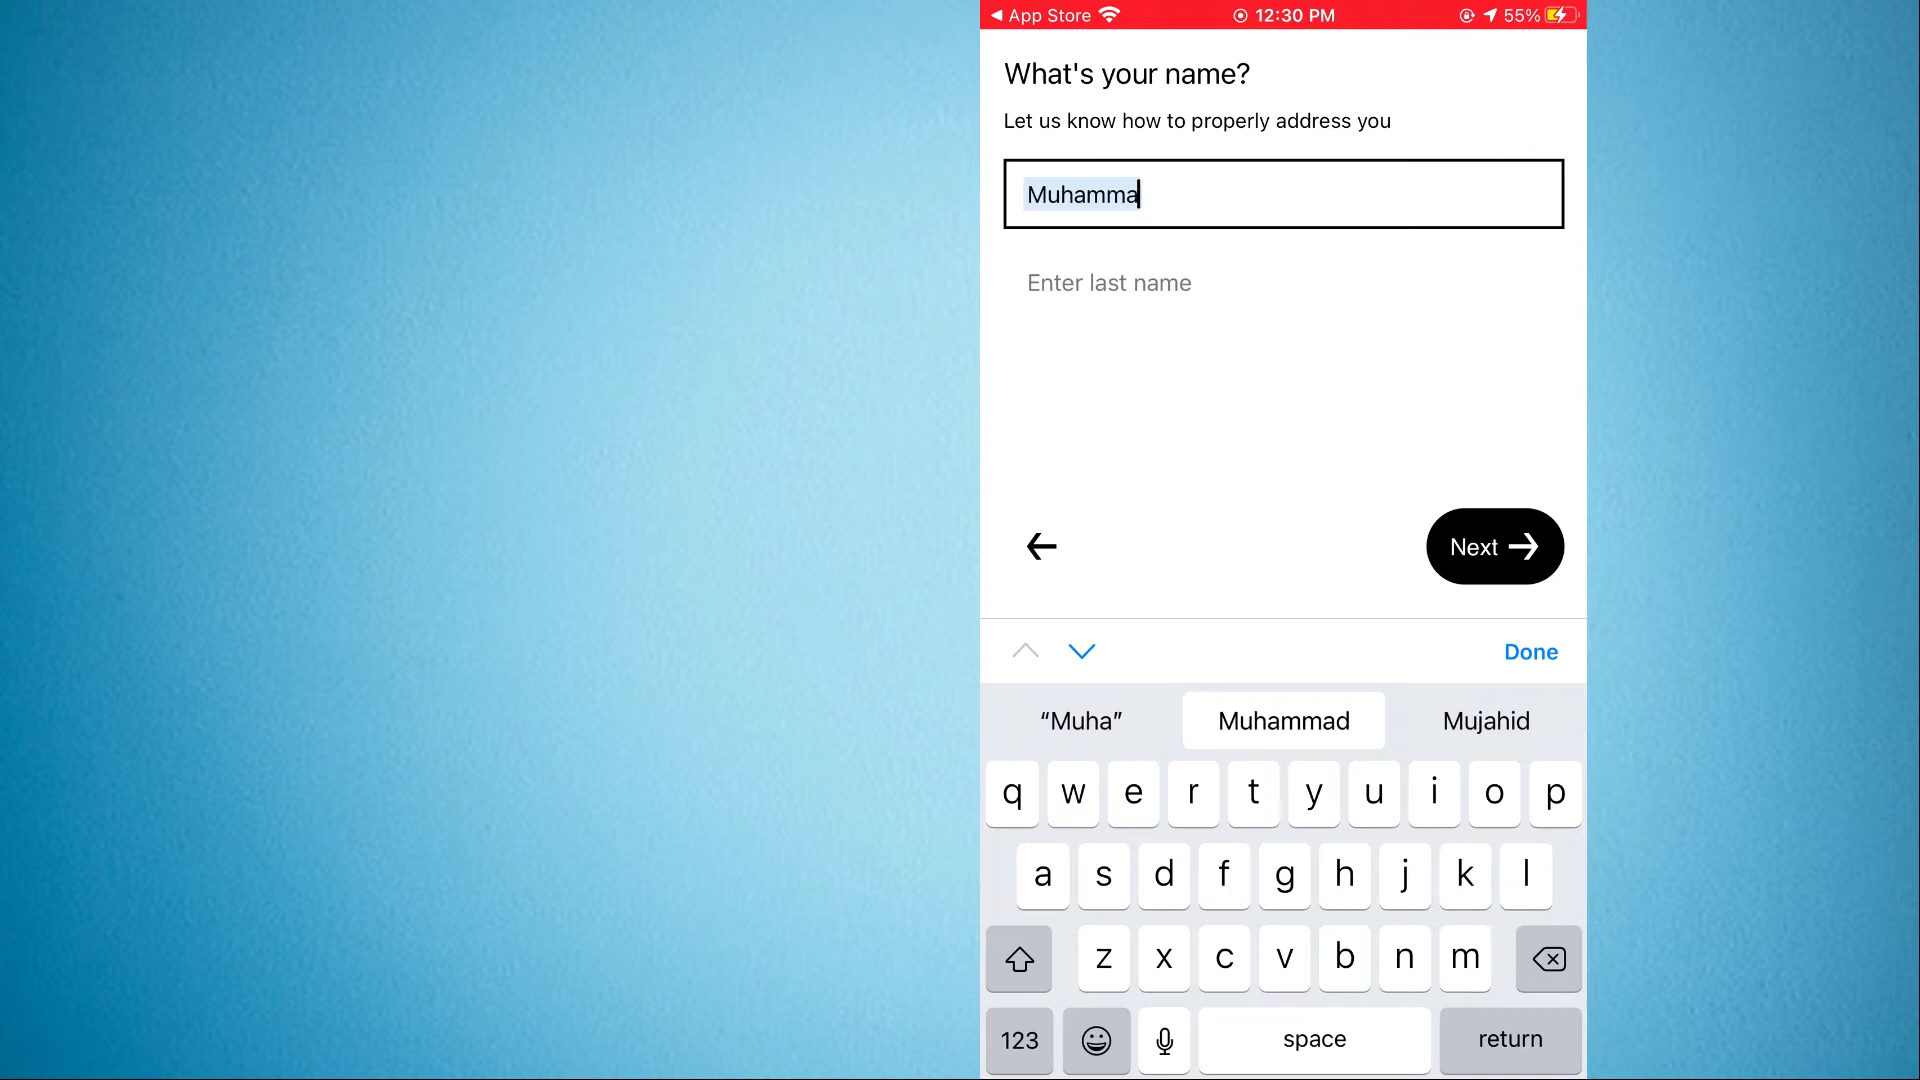 App Store 12:30 PM 55%
What's your name?
Let us know how to properly address you
Muhamma
Enter last name
Next
Done
“Muha” Muhammad Mujahid
q w e r t y u i o p
a s d f g h j k l
z x c v b n m
123 space return